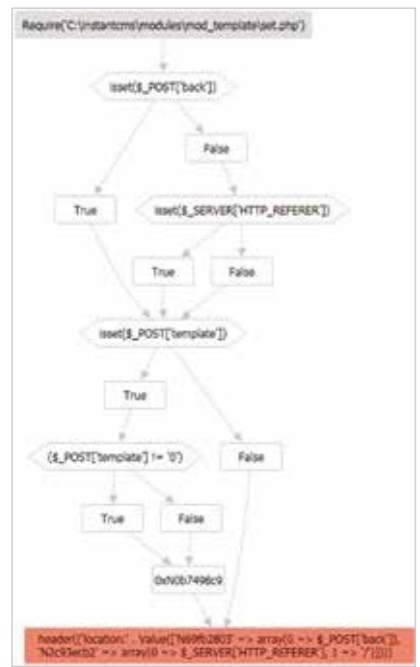 Require('C:\instantcms\modules\mod_template\set.php')
isset($_POST['back'])
False
True
isset($_SERVER['HTTP_REFERER'])
True
False
isset($_POST['template'])
True
($_POST['template'] != '0')
False
True
False
0xN0b7498c9
header(['location:' . Value(['N69fb2803' => array(0 => $_POST['back']),
'N2c93ecb2' => array(0 => $_SERVER['HTTP_REFERER'], 1 => '/')])])